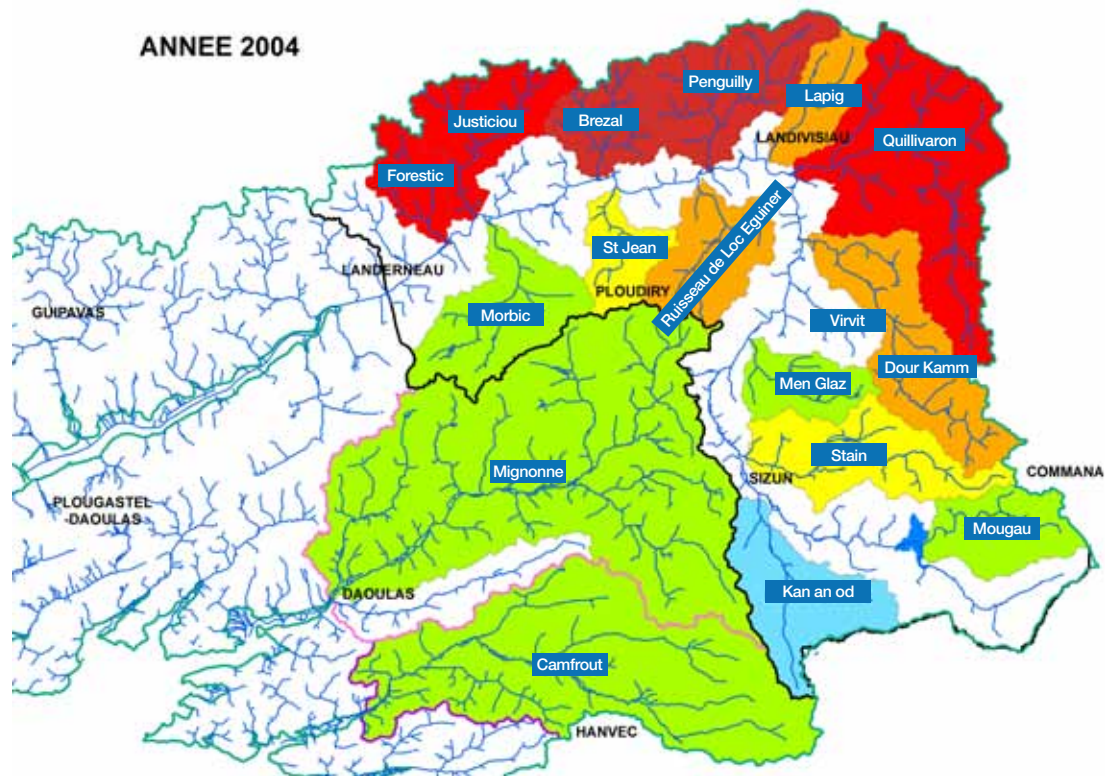 ANNEE 2004
Penguilly
Lapig
Justiciou
Brezal
LANDIVISIAU
Quillivaron
Forestic
St Jean
Ruisseau de Loc Eguiner
LANDERNEAU
PLOUDIRY
GUIPAVAS
Morbic
Virvit
Dour Kamm
Men Glaz
Stain
Mignonne
SIZUN
COMMANA
PLOUGASTEL
-DAOULAS
Mougau
DAOULAS
Kan an od
Camfrout
HANVEC